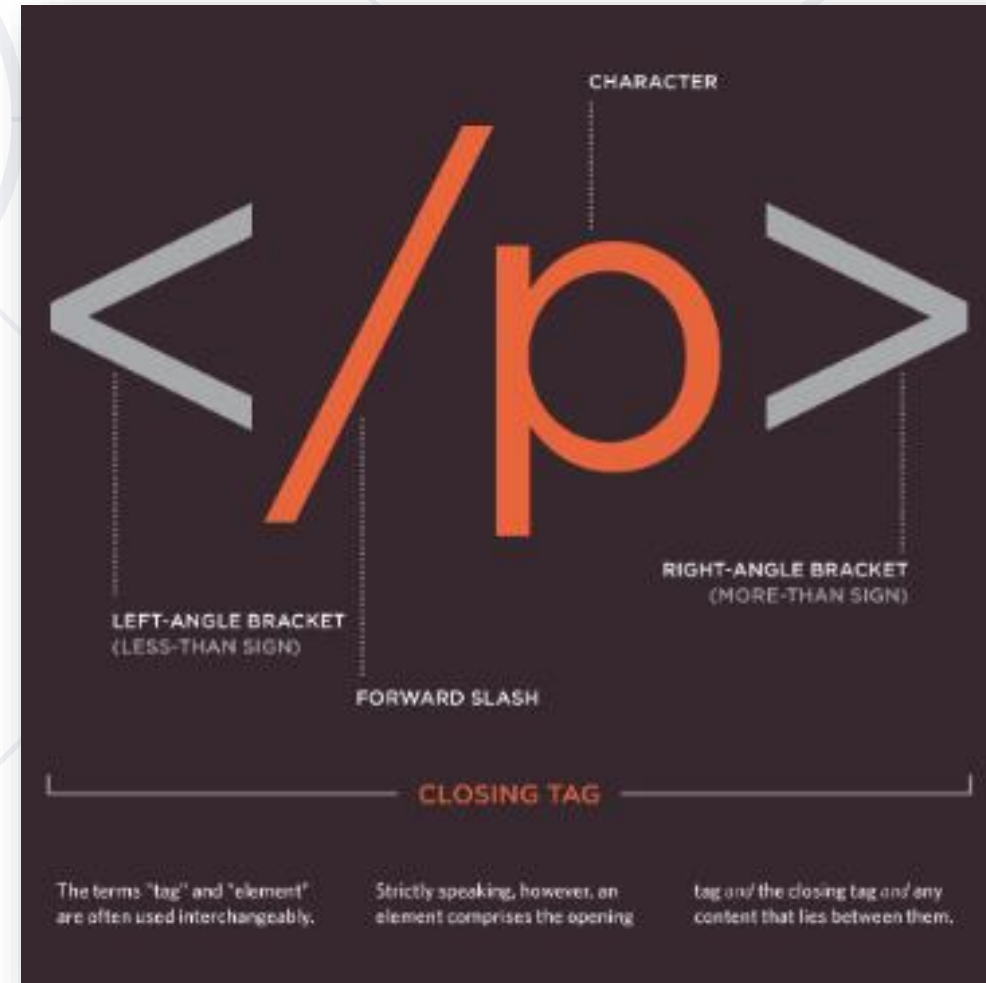 CHARACTER
</p>
RIGHT-ANGLE BRACKET
(MORE-THAN SIGN)
LEFT-ANGLE BRACKET
(LESS-THAN SIGN)
FORWARD SLASH
CLOSING TAG
The terms "tag" and "element"
are often used interchangeably.
Strictly speaking, however, an
element comprises the opening
tag and the closing tag and any
content that lies between them.